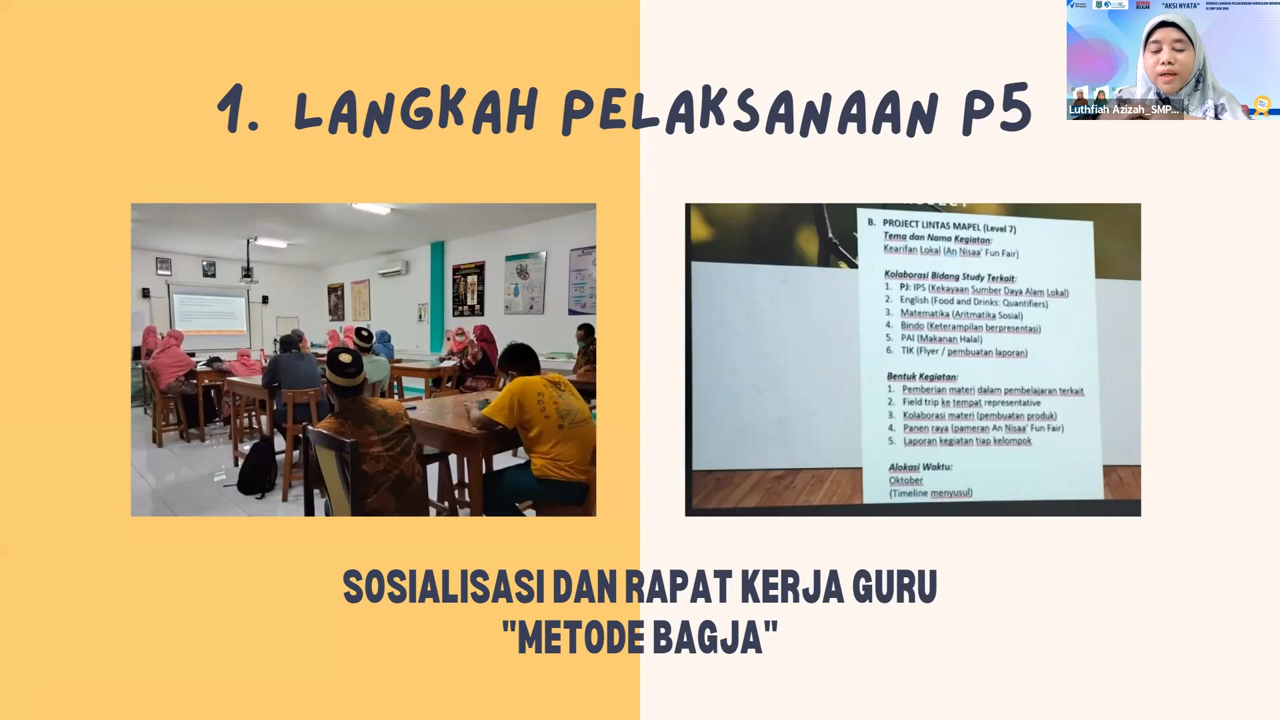 "AKSI NYATA"
Luthfiah Azizah_SMP...
1. LANGKAH PELAKSANAAN P5
B. PROJECT LINTAS MAPEL (Level 7)
Tema dan Nama Kegiatan:
Kearifan Lokal (An Nisaa' Fun Fair)
Kolaborasi Bidang Study Terkait:
1. PJ: IPS (Kekayaan Sumber Daya Alam Lokal)
2. English (Food and Drinks: Quantifiers)
3. Matematika (Aritmatika Sosial)
4. Bindo (Keterampilan berpresentasi)
5. PAI (Makanan Halal)
6. TIK (Flyer / pembuatan laporan)
Bentuk Kegiatan:
1. Pemberian materi dalam pembelajaran terkait
2. Field trip ke tempat representative
3. Kolaborasi materi (pembuatan produk)
4. Panen raya (pameran An Nisaa' Fun Fair)
5. Laporan kegiatan tiap kelompok
Alokasi Waktu:
Oktober
(Timeline menyusul)
SOSIALISASI DAN RAPAT KERJA GURU
"METODE BAGJA"